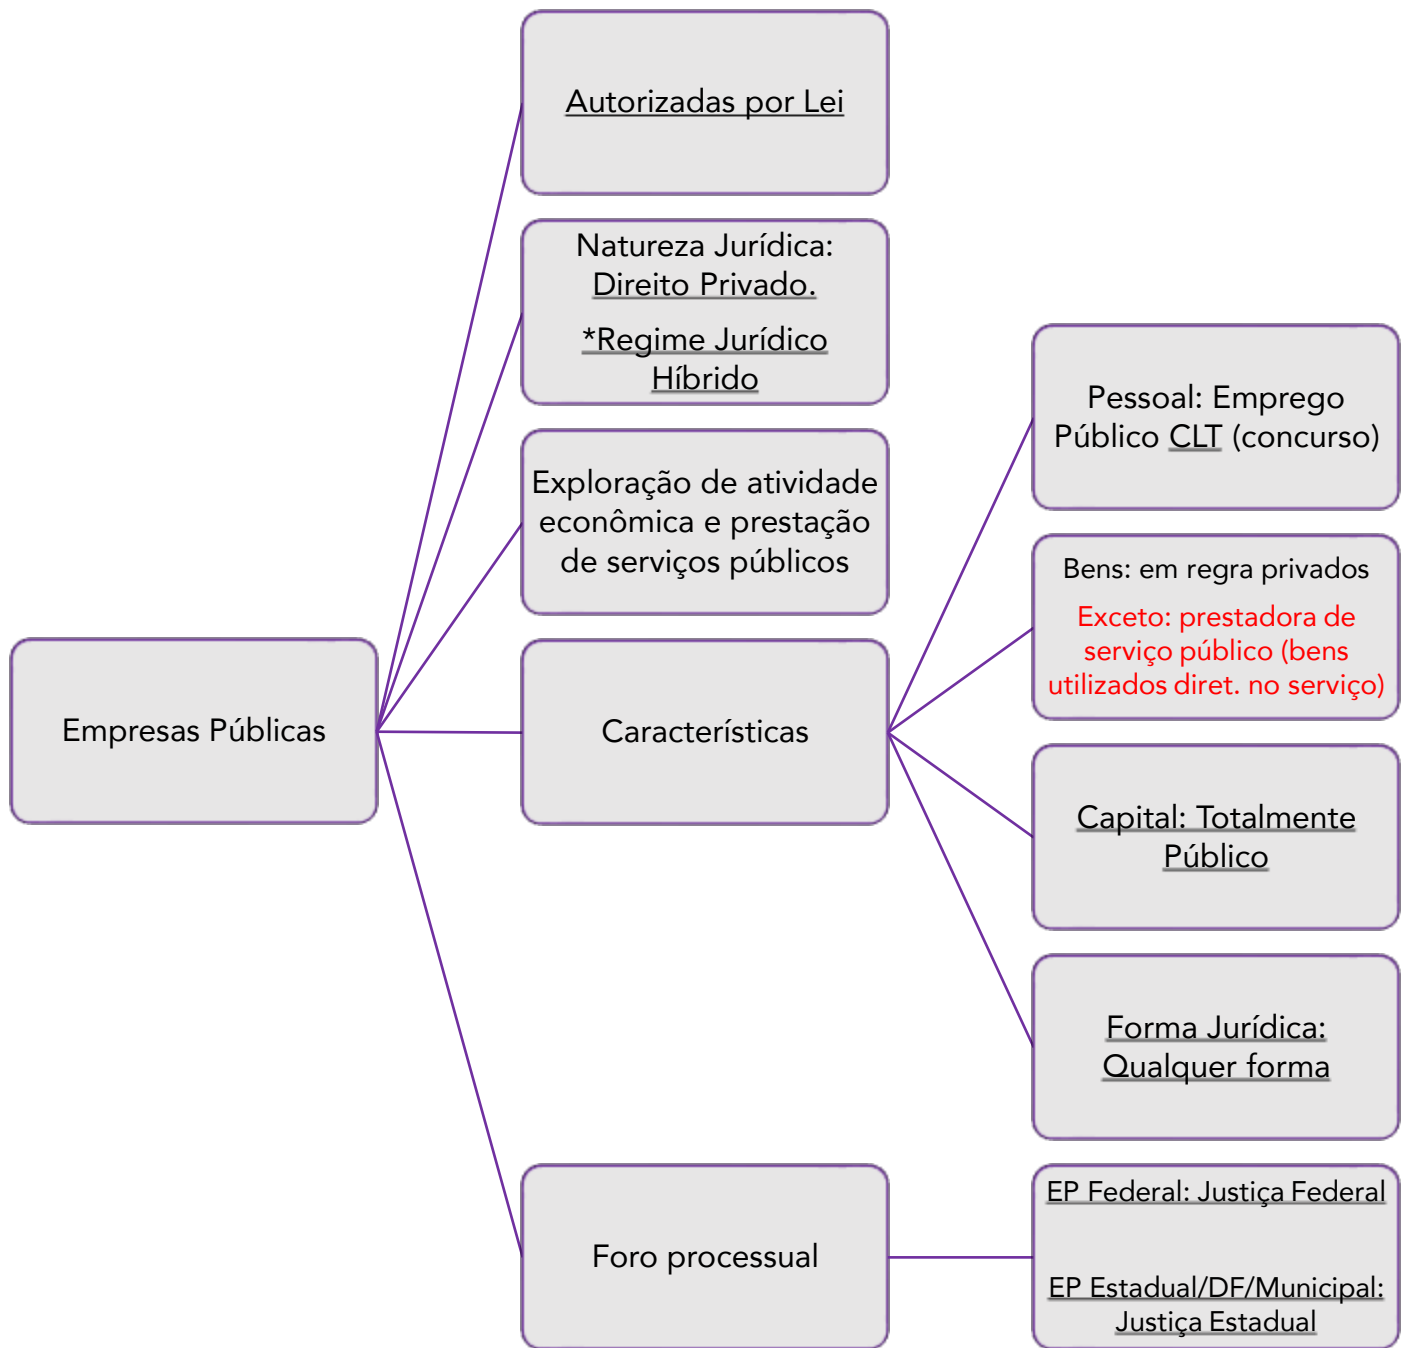 Empresas Públicas
Autorizadas por Lei
Natureza Jurídica:
Direito Privado.
*Regime Jurídico
Híbrido
Exploração de atividade
econômica e prestação
de serviços públicos
Características
Pessoal: Emprego
Público CLT (concurso)
Bens: em regra privados
Exceto: prestadora de
serviço público (bens
utilizados diret. no serviço)
Capital: Totalmente
Público
Forma Jurídica:
Qualquer forma
Foro processual
EP Federal: Justiça Federal
EP Estadual/DF/Municipal:
Justiça Estadual